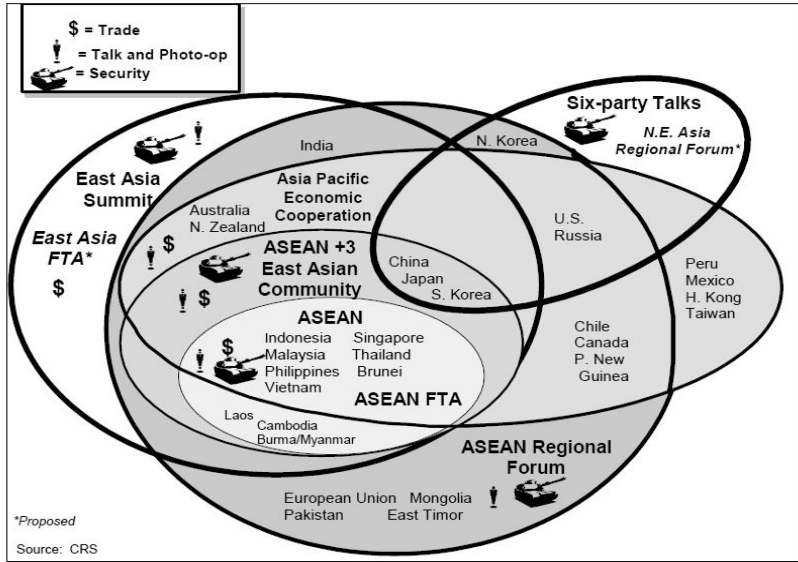 $ = Trade
= Talk and Photo-op
= Security
Six-party Talks
N.E. Asia
Regional Forum*
N. Korea
India
East Asia
Summit
Asia Pacific
Economic
Cooperation
Australia
N. Zealand
U.S.
Russia
East Asia
FTA*
$
$
ASEAN +3
East Asian
Community
$
China
Japan
S. Korea
Peru
Mexico
H. Kong
Taiwan
ASEAN
$
Indonesia Singapore
Malaysia Thailand
Philippines Brunei
Vietnam
Chile
Canada
P. New
Guinea
ASEAN FTA
Laos
Cambodia
Burma/Myanmar
ASEAN Regional
Forum
European Union Mongolia
Pakistan East Timor
*Proposed
Source: CRS